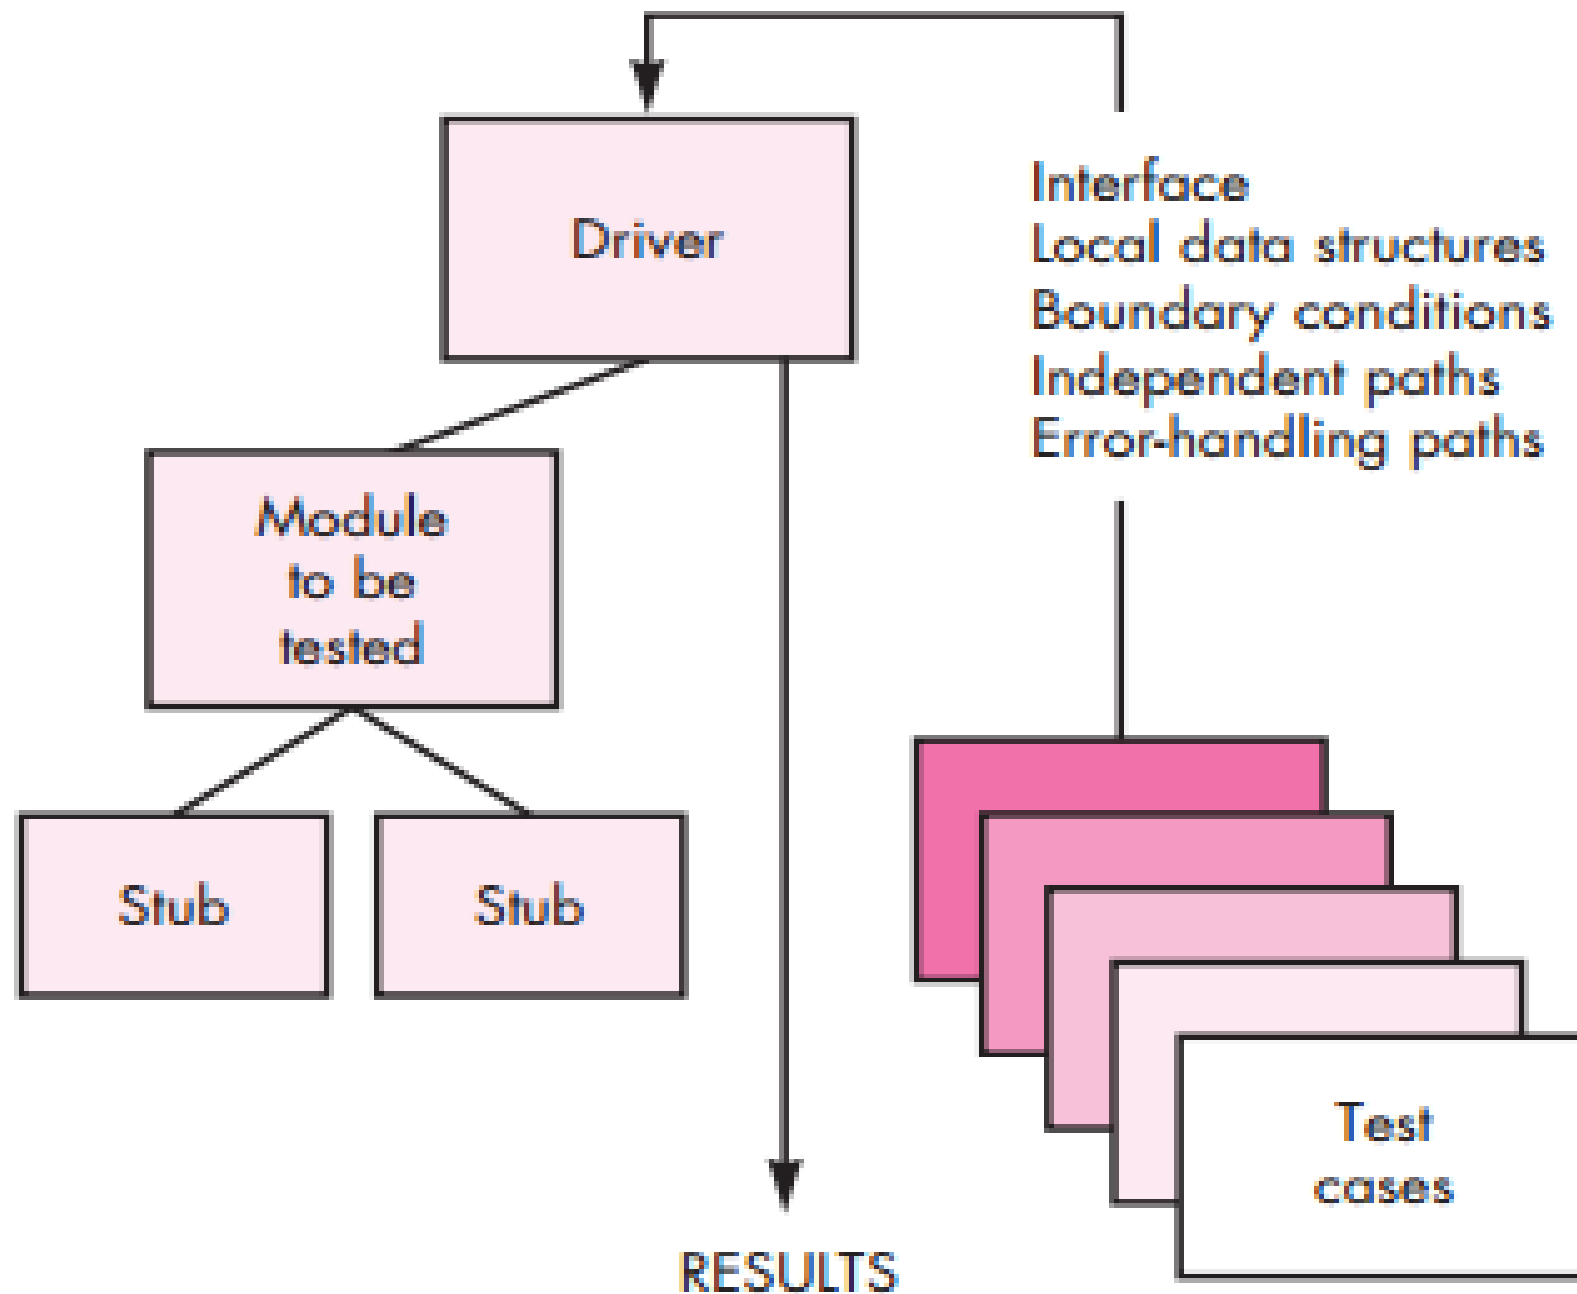 Driver
Interface
Local data structures
Boundary conditions
Independent paths
Error-handling paths
Module
to be
tested
Stub
Stub
Test
cases
RESULTS